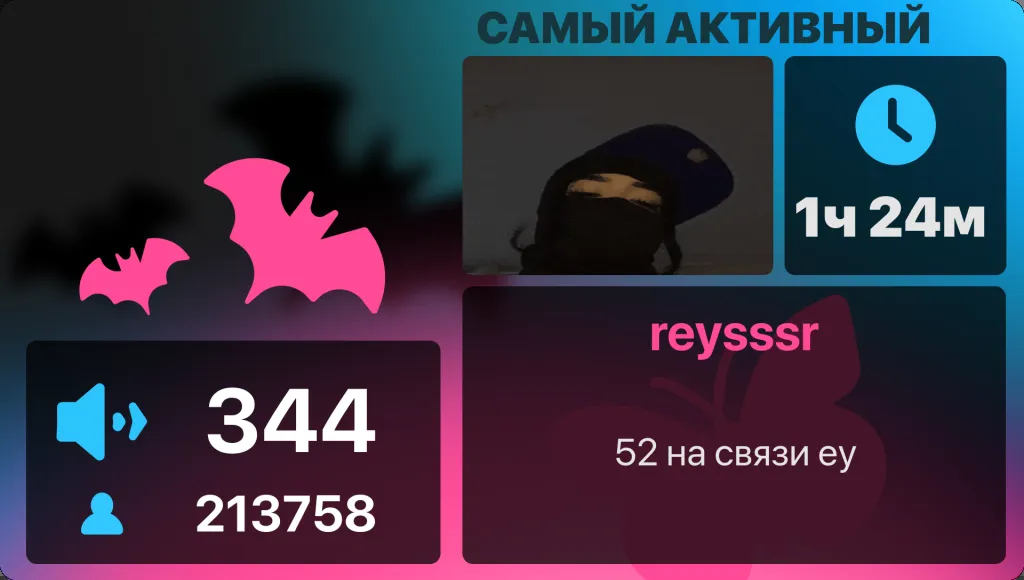 САМЫЙ АКТИВНЫЙ
1ч 24м
reysssr
52 на связи еу
344
213758